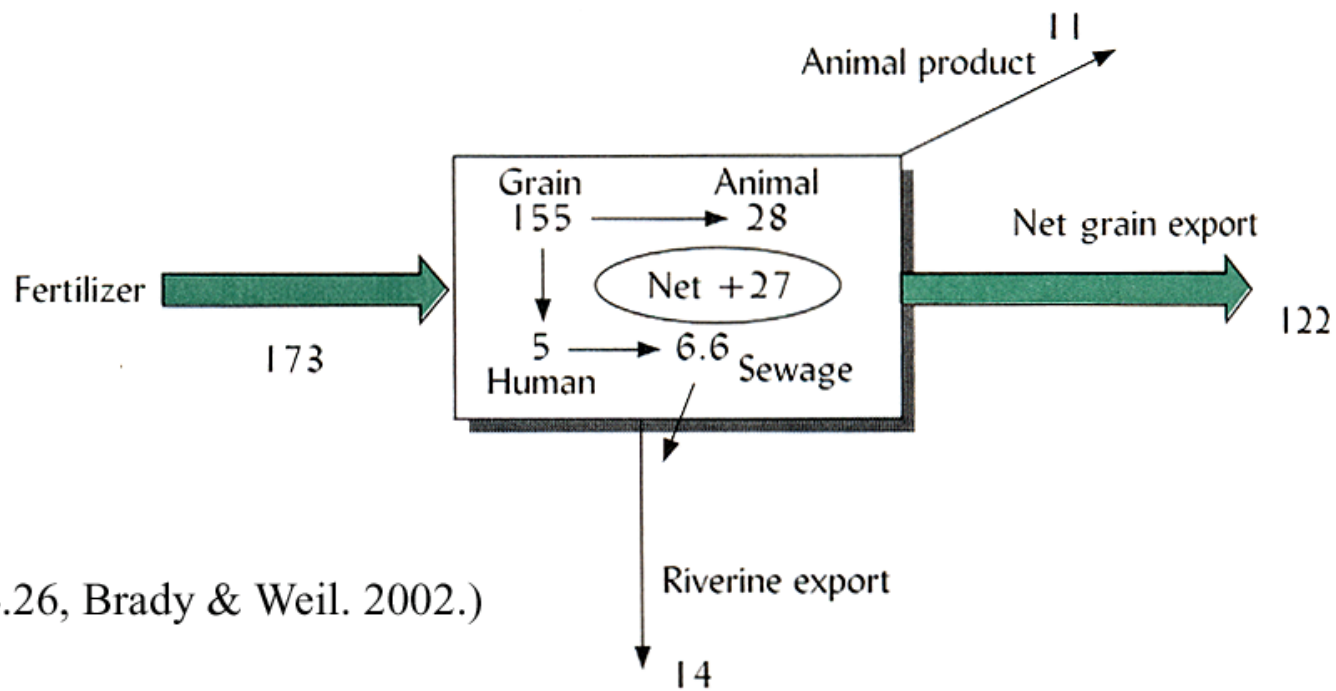 11
Animal product
Grain Animal
155 28
Net grain export
Net +27
Fertilizer
122
173
5 6.6
Human Sewage
Riverine export
.26, Brady & Weil. 2002.)
14